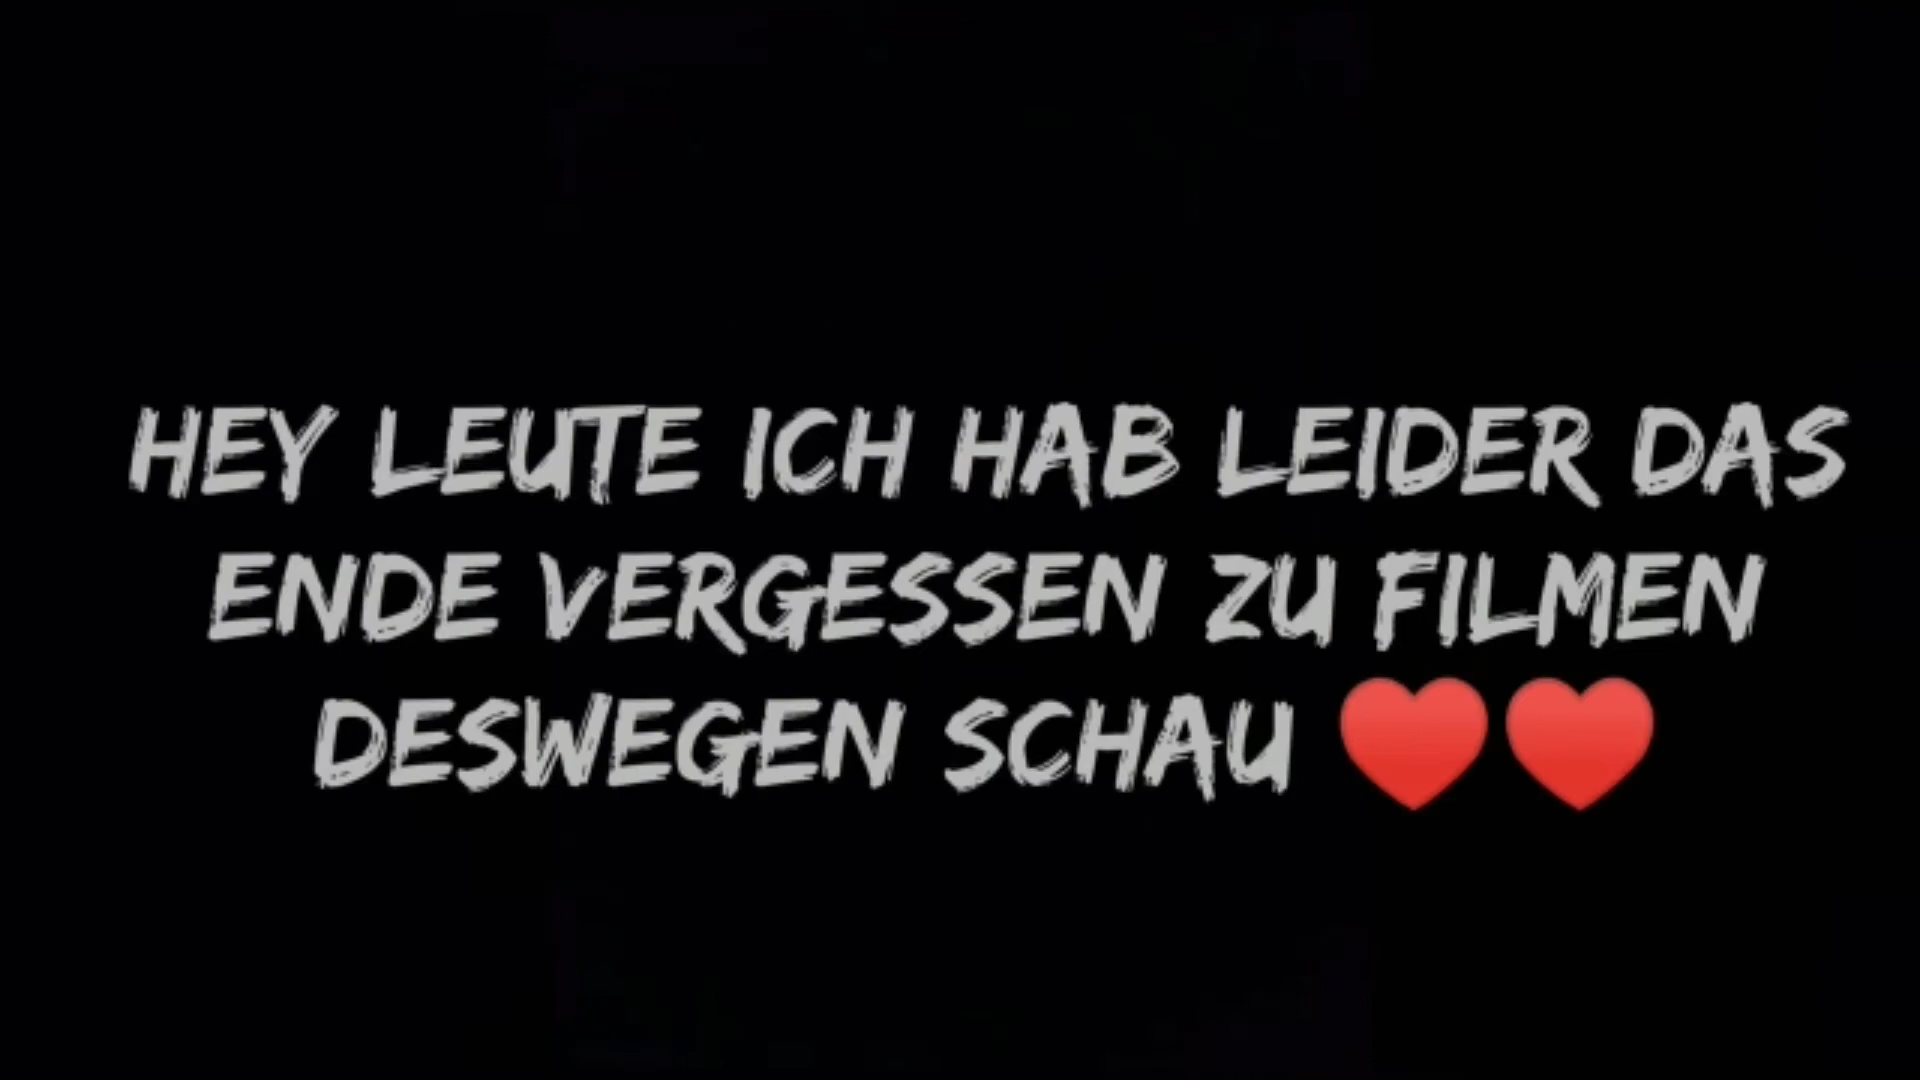 HEY LEUTE ICH HAB LEIDER DAS
ENDE VERGESSEN ZU FILMEN
DESWEGEN SCHAU ♥️♥️